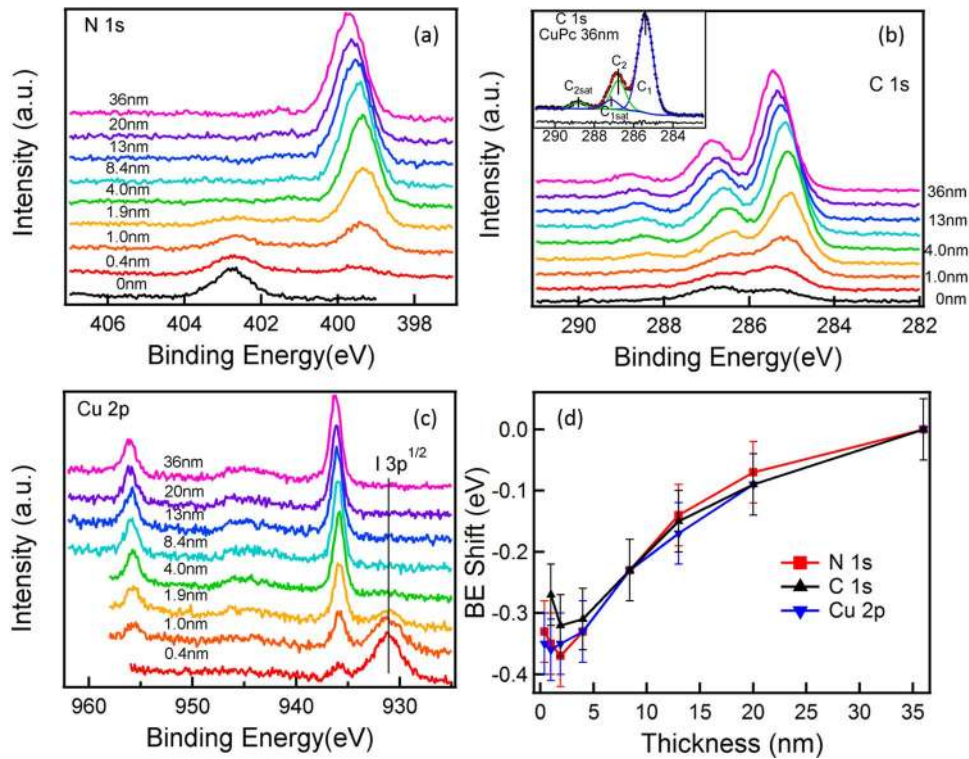 N 1s
(a)
36nm
20nm
13nm
8.4nm
4.0nm
1.9nm
1.0nm
0.4nm
0nm
Intensity (a.u.)
406 404 402 400 398
Binding Energy(eV)
C 1s
CuPc 36nm
C2
C2sat
C1
C1sat
290 288 286 284
(b)
C 1s
36nm
13nm
4.0nm
1.0nm
0nm
Intensity (a.u.)
290 288 286 284 282
Binding Energy(eV)
Cu 2p
(c)
I 3p1/2
36nm
20nm
13nm
8.4nm
4.0nm
1.9nm
1.0nm
0.4nm
Intensity (a.u.)
960 950 940 930
Binding Energy(eV)
(d)
0.0
-0.1
-0.2
-0.3
-0.4
BE Shift (eV)
N 1s
C 1s
Cu 2p
0 5 10 15 20 25 30 35
Thickness (nm)